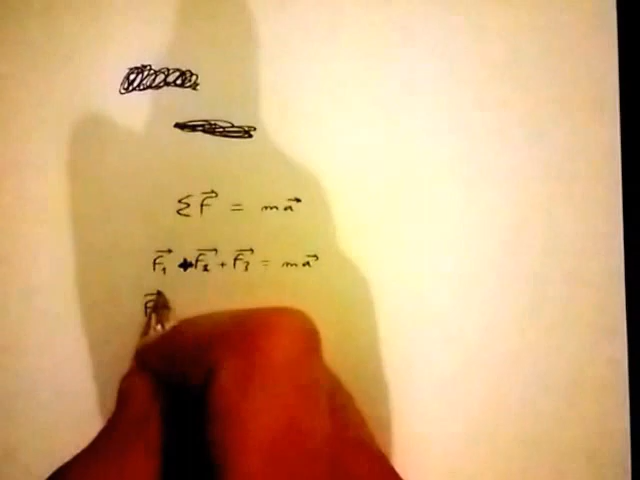 ΣF⃗ = ma⃗
F⃗₁ + F⃗₂ + F⃗₃ = ma⃗
F⃗